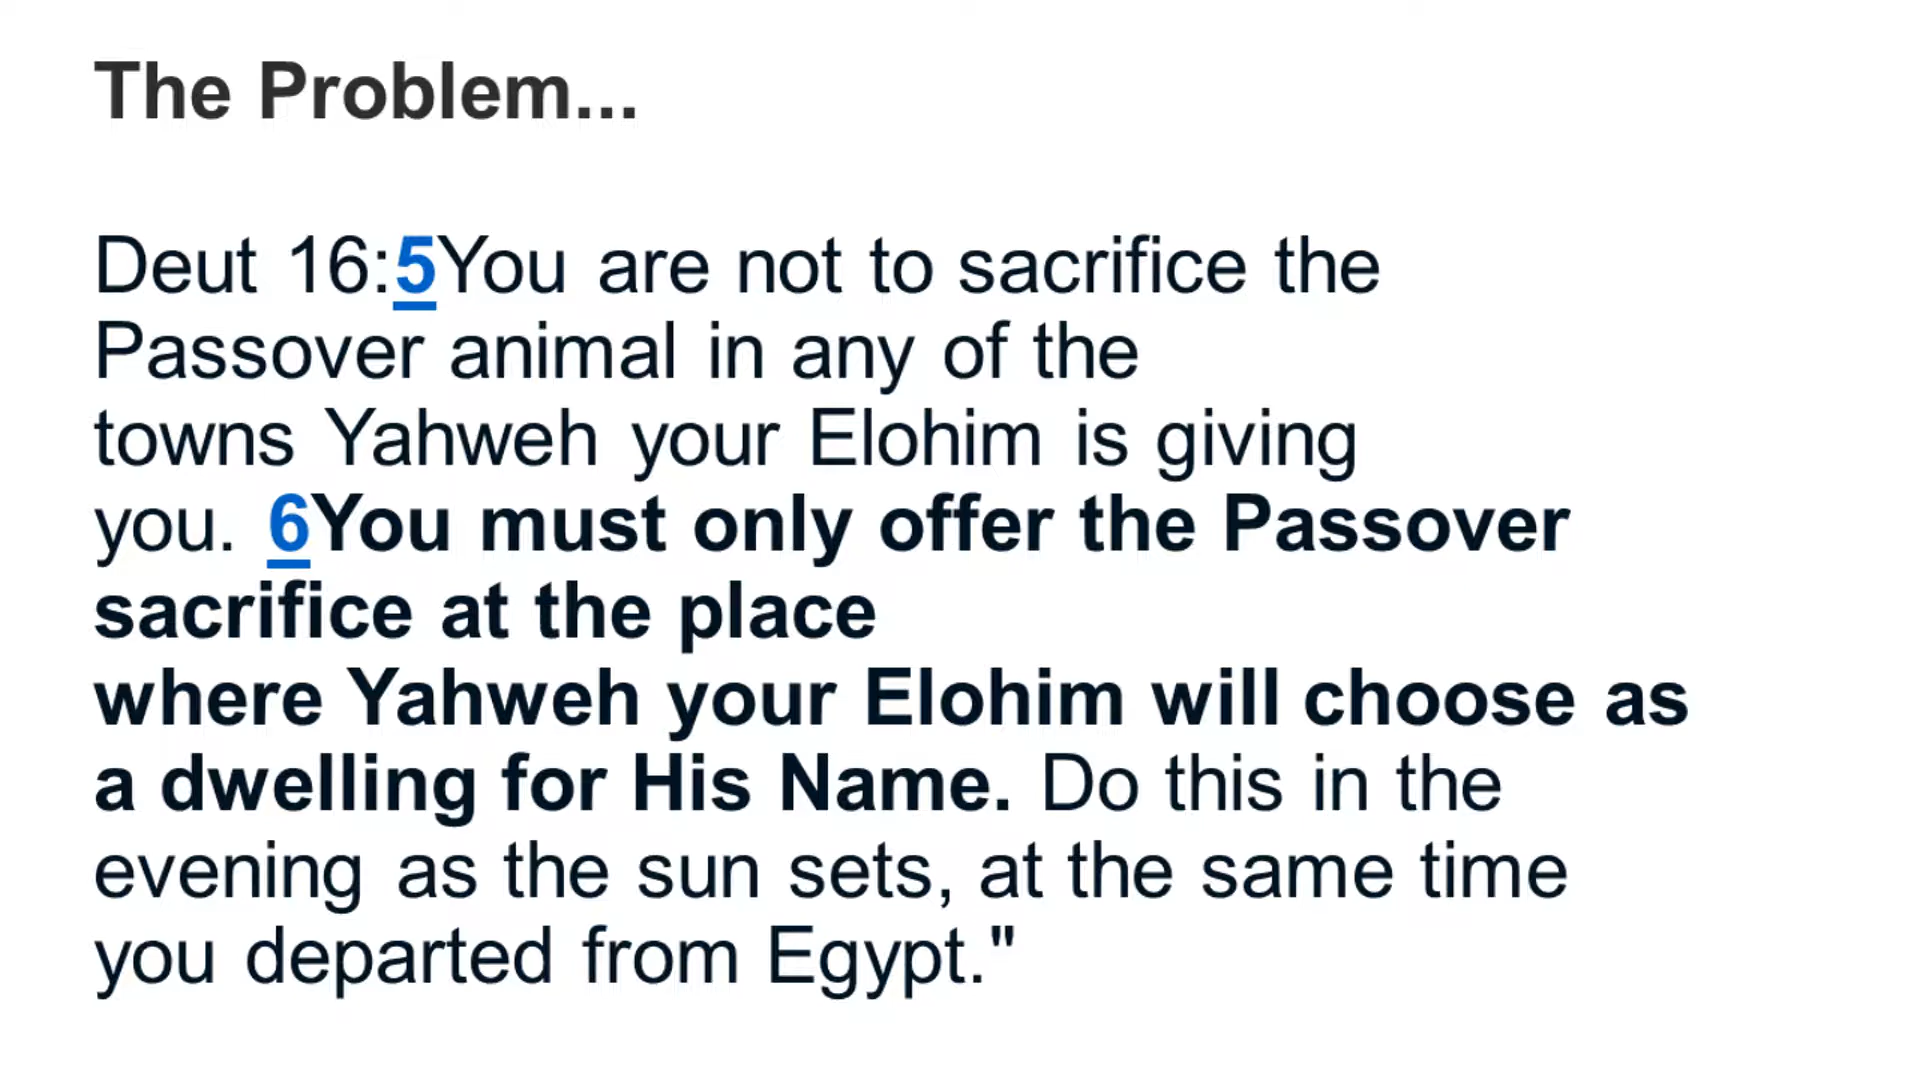 The Problem...
Deut 16:5You are not to sacrifice the
Passover animal in any of the
towns Yahweh your Elohim is giving
you. 6You must only offer the Passover
sacrifice at the place
where Yahweh your Elohim will choose as
a dwelling for His Name. Do this in the
evening as the sun sets, at the same time
you departed from Egypt."